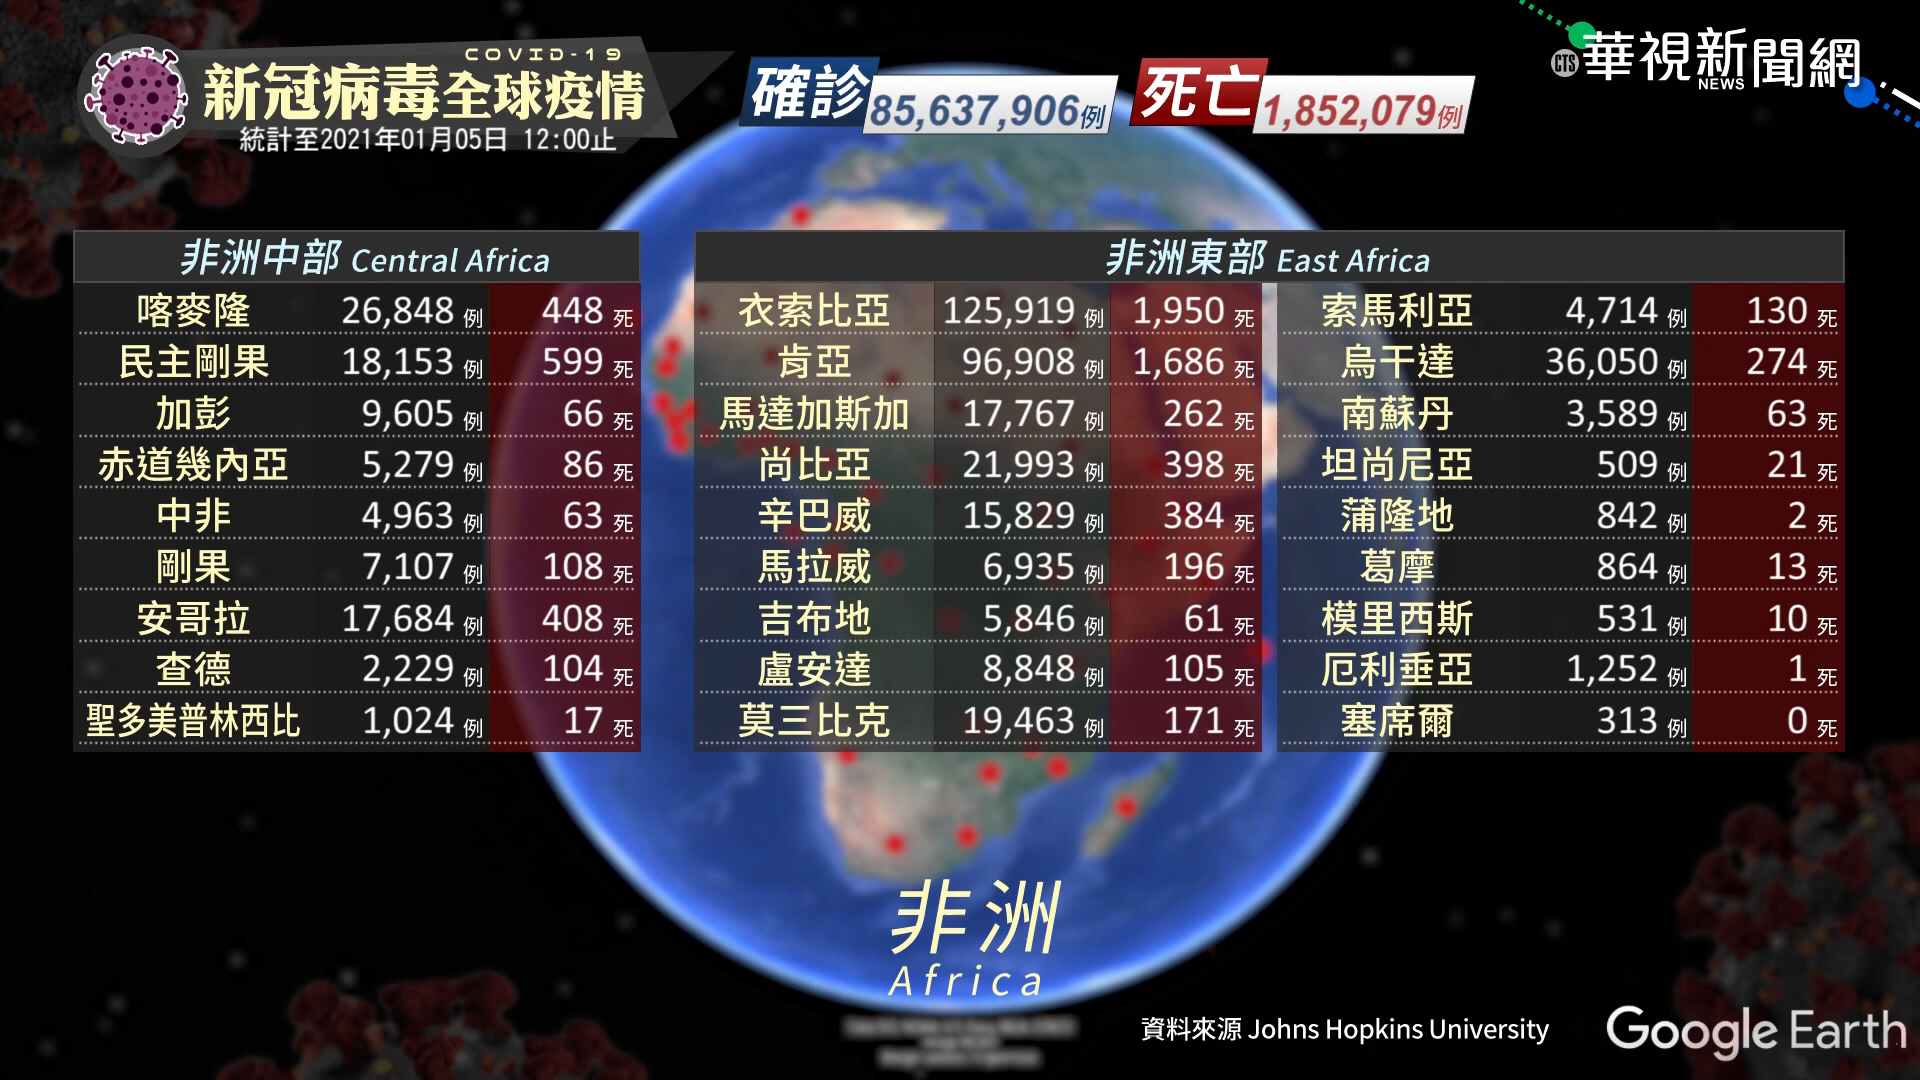 COVID-19
新冠病毒全球疫情
統計至2021年01月05日 12:00止
確診 85,637,906例
死亡 1,852,079例
CTS 華視新聞網
NEWS
非洲中部 Central Africa
喀麥隆 26,848 例 448 死
民主剛果 18,153 例 599 死
加彭 9,605 例 66 死
赤道幾內亞 5,279 例 86 死
中非 4,963 例 63 死
剛果 7,107 例 108 死
安哥拉 17,684 例 408 死
查德 2,229 例 104 死
聖多美普林西比 1,024 例 17 死
非洲東部 East Africa
衣索比亞 125,919 例 1,950 死
肯亞 96,908 例 1,686 死
馬達加斯加 17,767 例 262 死
尚比亞 21,993 例 398 死
辛巴威 15,829 例 384 死
馬拉威 6,935 例 196 死
吉布地 5,846 例 61 死
盧安達 8,848 例 105 死
莫三比克 19,463 例 171 死
索馬利亞 4,714 例 130 死
烏干達 36,050 例 274 死
南蘇丹 3,589 例 63 死
坦尚尼亞 509 例 21 死
蒲隆地 842 例 2 死
葛摩 864 例 13 死
模里西斯 531 例 10 死
厄利垂亞 1,252 例 1 死
塞席爾 313 例 0 死
非洲
Africa
資料來源 Johns Hopkins University
Google Earth